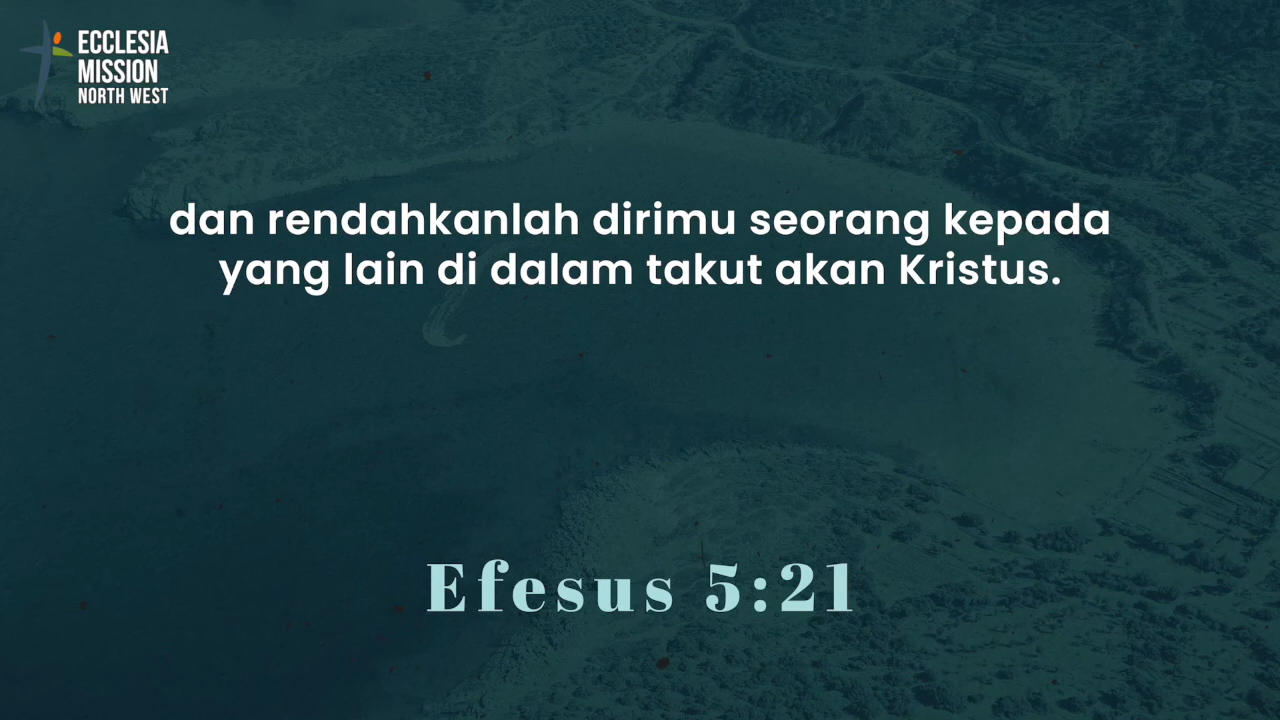 ECCLESIA
MISSION
NORTH WEST
dan rendahkanlah dirimu seorang kepada
yang lain di dalam takut akan Kristus.
Efesus 5:21